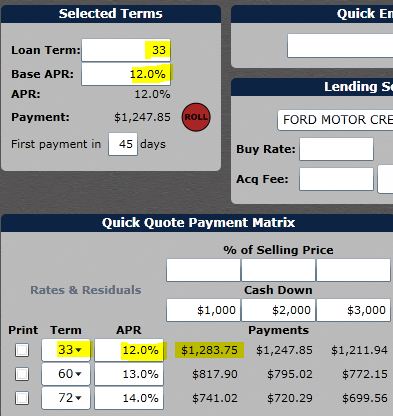 Selected Terms
Loan Term: 33
Base APR: 12.0%
APR: 12.0%
Payment: $1,247.85 ROLL
First payment in 45 days
Quick En
Lending Se
FORD MOTOR CRE
Buy Rate:
Acq Fee:
Quick Quote Payment Matrix
% of Selling Price
Rates & Residuals
Cash Down
$1,000 $2,000 $3,000
Print Term APR Payments
33 12.0% $1,283.75 $1,247.85 $1,211.94
60 13.0% $817.90 $795.02 $772.15
72 14.0% $741.02 $720.29 $699.56